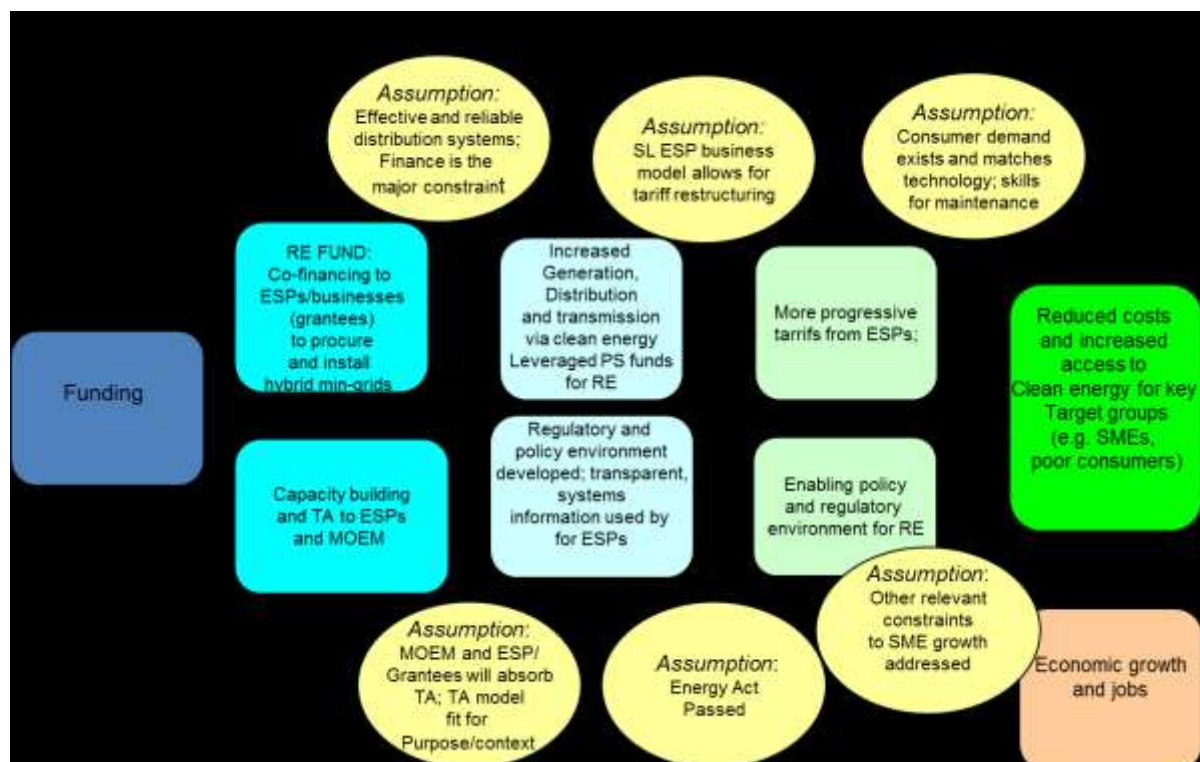 Assumption:
Effective and reliable
distribution systems;
Finance is the
major constraint
Assumption:
SL ESP business
model allows for
tariff restructuring
Assumption:
Consumer demand
exists and matches
technology; skills
for maintenance
Funding
RE FUND:
Co-financing to
ESPs/businesses
(grantees)
to procure
and install
hybrid min-grids
Increased
Generation,
Distribution
and transmission
via clean energy
Leveraged PS funds
for RE
More progressive
tarrifs from ESPs;
Reduced costs
and increased
access to
Clean energy for key
Target groups
(e.g. SMEs,
poor consumers)
Capacity building
and TA to ESPs
and MOEM
Regulatory and
policy environment
developed; transparent,
systems
information used by
for ESPs
Enabling policy
and regulatory
environment for RE
Assumption:
MOEM and ESP/
Grantees will absorb
TA; TA model
fit for
Purpose/context
Assumption:
Energy Act
Passed
Assumption:
Other relevant
constraints
to SME growth
addressed
Economic growth
and jobs